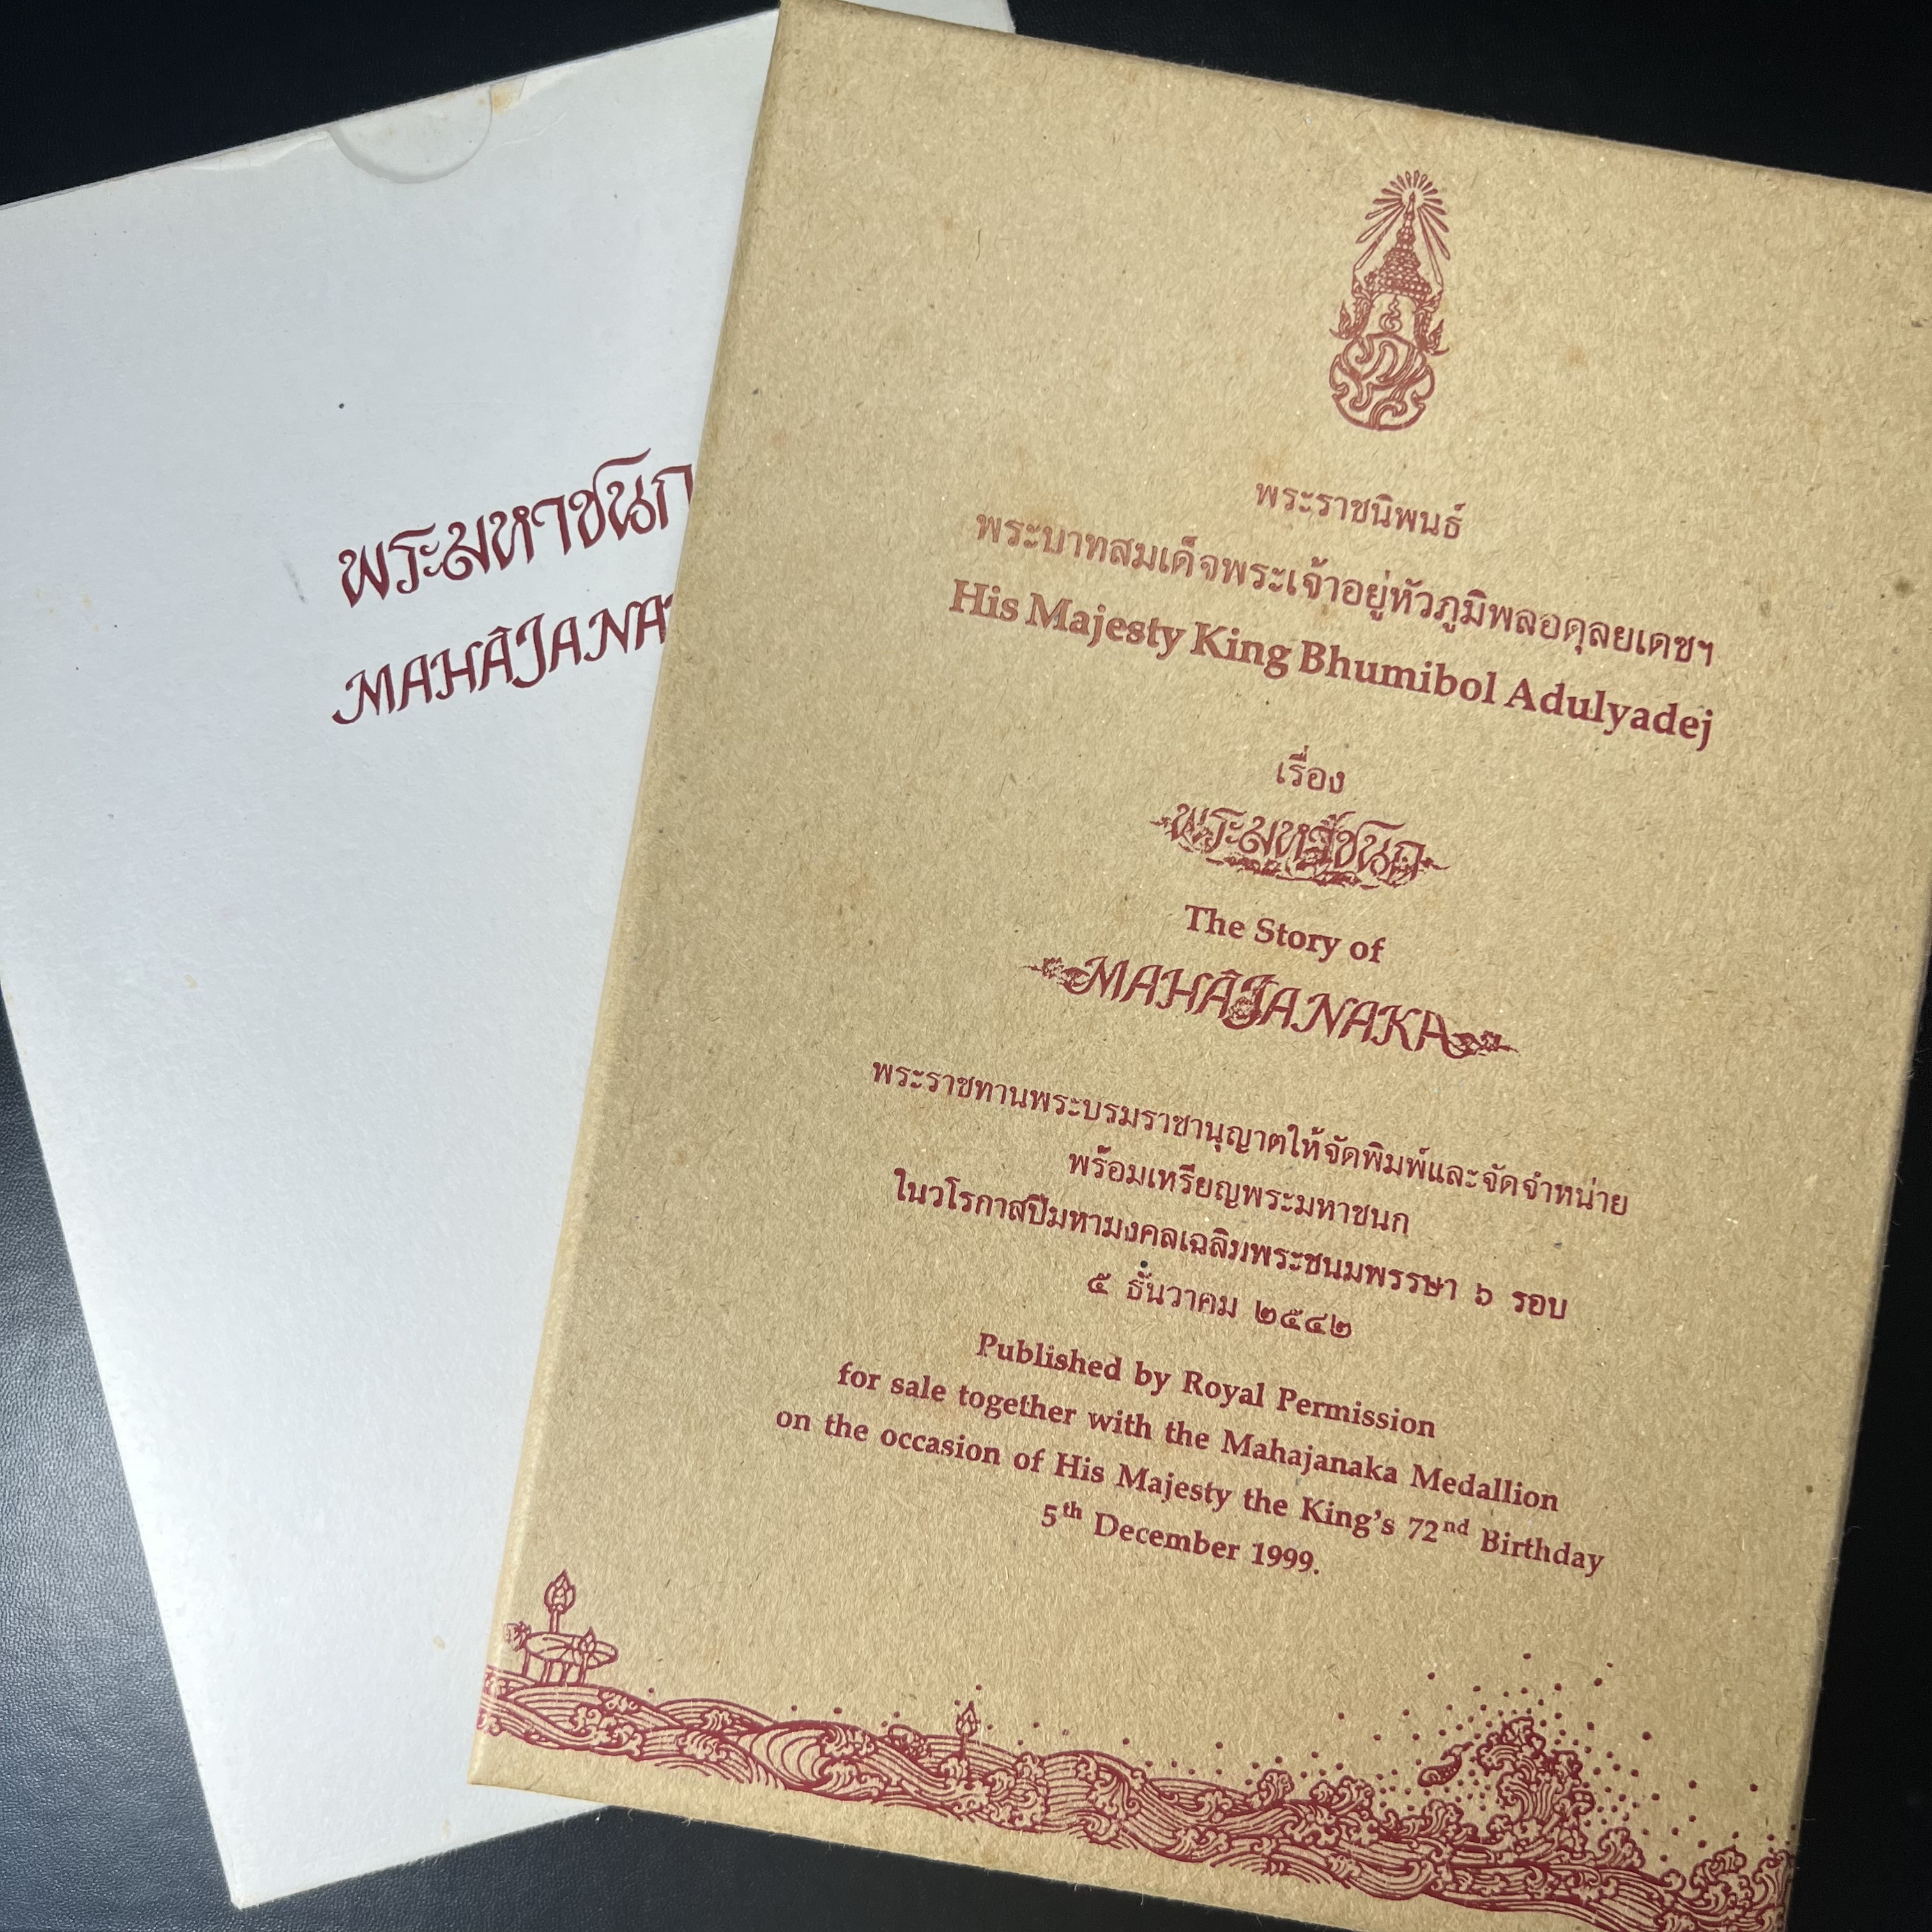 พระมหาชนก
MAHĀJANA
พระราชนิพนธ์
พระบาทสมเด็จพระเจ้าอยู่หัวภูมิพลอดุลยเดชฯ
His Majesty King Bhumibol Adulyadej
เรื่อง
พระมหาชนก
The Story of
MAHĀJANAKA
พระราชทานพระบรมราชานุญาตให้จัดพิมพ์และจัดจำหน่าย
พร้อมเหรียญพระมหาชนก
ในวโรกาสปีมหามงคลเฉลิมพระชนมพรรษา ๖ รอบ
๕ ธันวาคม ๒๕๔๒
Published by Royal Permission
for sale together with the Mahajanaka Medallion
on the occasion of His Majesty the King's 72nd Birthday
5th December 1999.